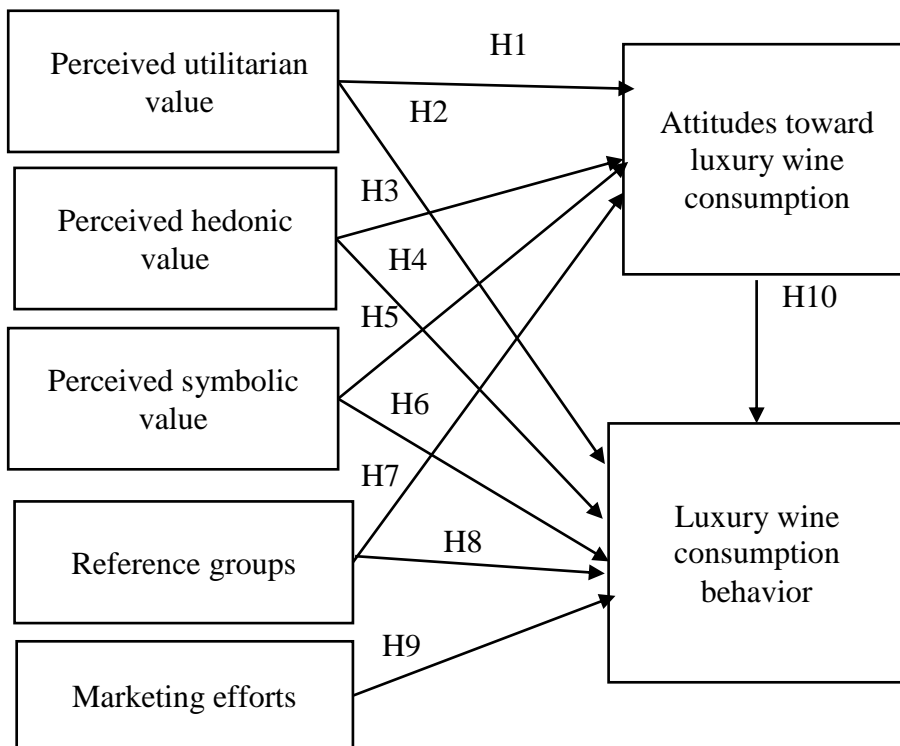 Perceived utilitarian
value
H1
H2
Attitudes toward
luxury wine
consumption
Perceived hedonic
value
H3
H4
H10
Perceived symbolic
value
H5
H6
H7
Reference groups
H8
Luxury wine
consumption
behavior
Marketing efforts
H9